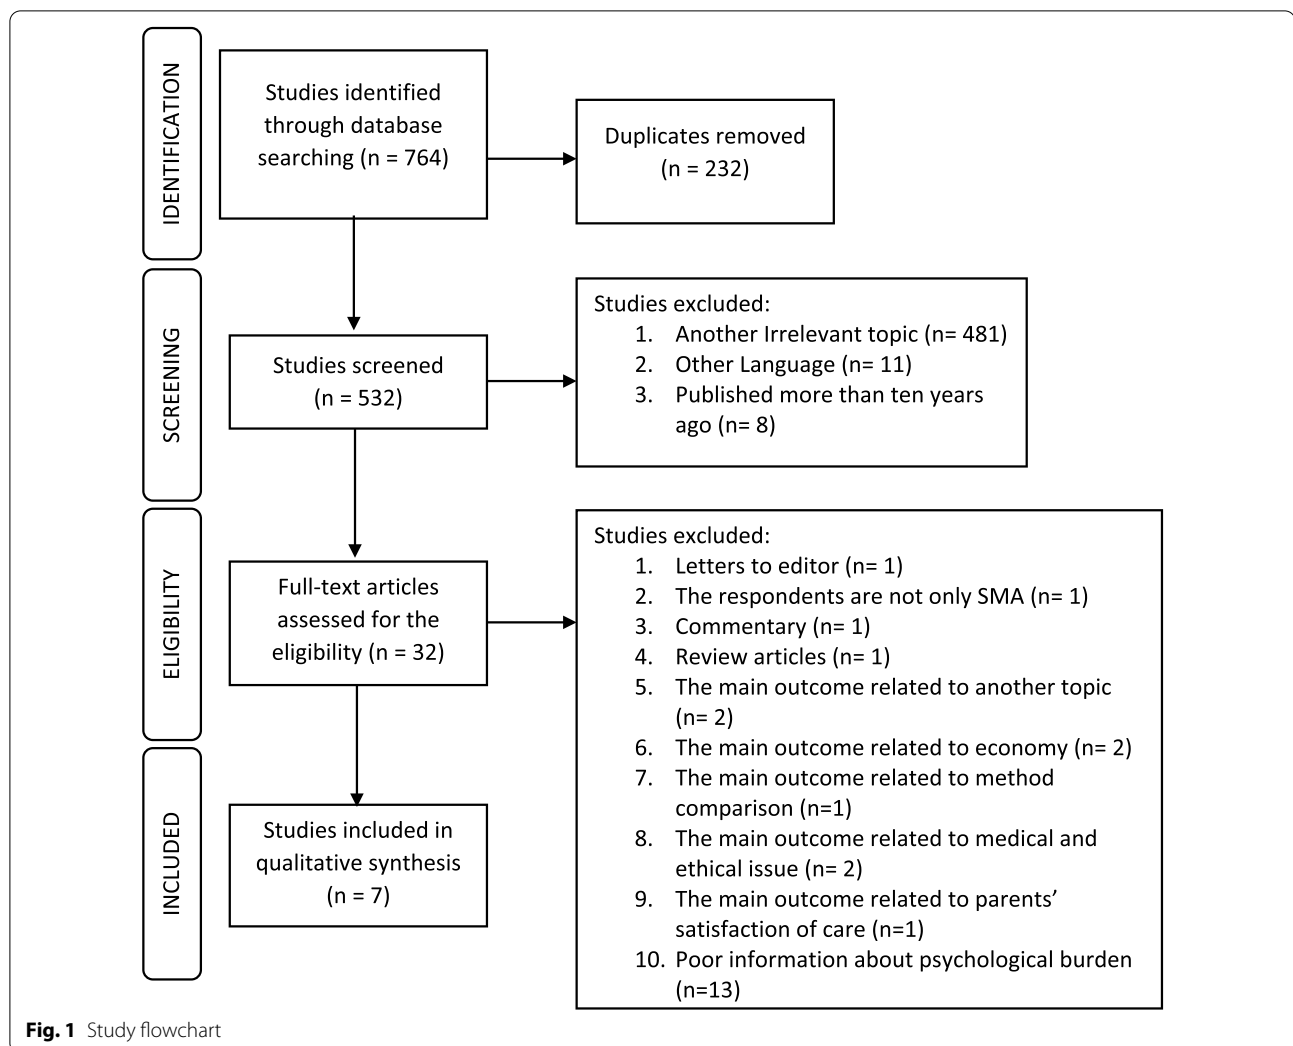 IDENTIFICATION
Studies identified
through database
searching (n = 764)
Duplicates removed
(n = 232)
SCREENING
Studies screened
(n = 532)
Studies excluded:
1. Another Irrelevant topic (n= 481)
2. Other Language (n= 11)
3. Published more than ten years
ago (n= 8)
ELIGIBILITY
Full-text articles
assessed for the
eligibility (n = 32)
Studies excluded:
1. Letters to editor (n= 1)
2. The respondents are not only SMA (n= 1)
3. Commentary (n= 1)
4. Review articles (n= 1)
5. The main outcome related to another topic
(n= 2)
6. The main outcome related to economy (n= 2)
7. The main outcome related to method
comparison (n=1)
8. The main outcome related to medical and
ethical issue (n= 2)
9. The main outcome related to parents’
satisfaction of care (n=1)
10. Poor information about psychological burden
(n=13)
INCLUDED
Studies included in
qualitative synthesis
(n = 7)
Fig. 1 Study flowchart